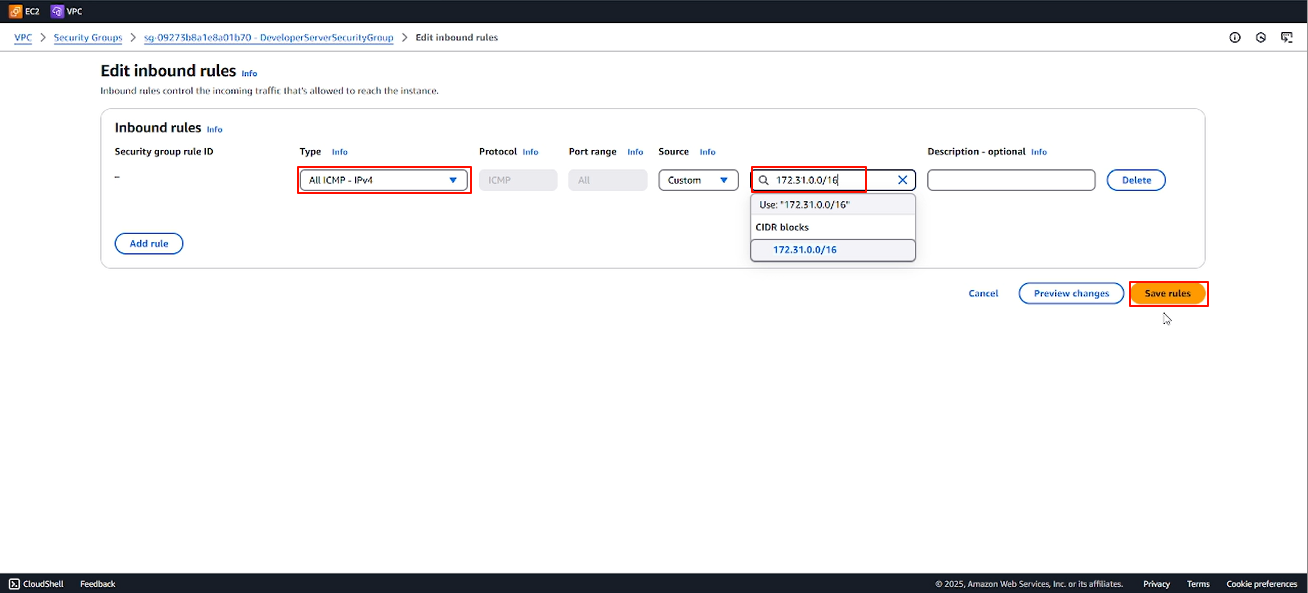 EC2 VPC
VPC > Security Groups > sg-09273b8a1e8a01b70 - DeveloperServerSecurityGroup > Edit inbound rules
Edit inbound rules Info
Inbound rules control the incoming traffic that's allowed to reach the instance.
Inbound rules Info
Security group rule ID Type Info Protocol Info Port range Info Source Info Description - optional Info
– All ICMP - IPv4 ICMP All Custom 172.31.0.0/16 Delete
Use: "172.31.0.0/16"
CIDR blocks
172.31.0.0/16
Add rule
Cancel Preview changes Save rules
CloudShell Feedback © 2025, Amazon Web Services, Inc. or its affiliates. Privacy Terms Cookie preferences